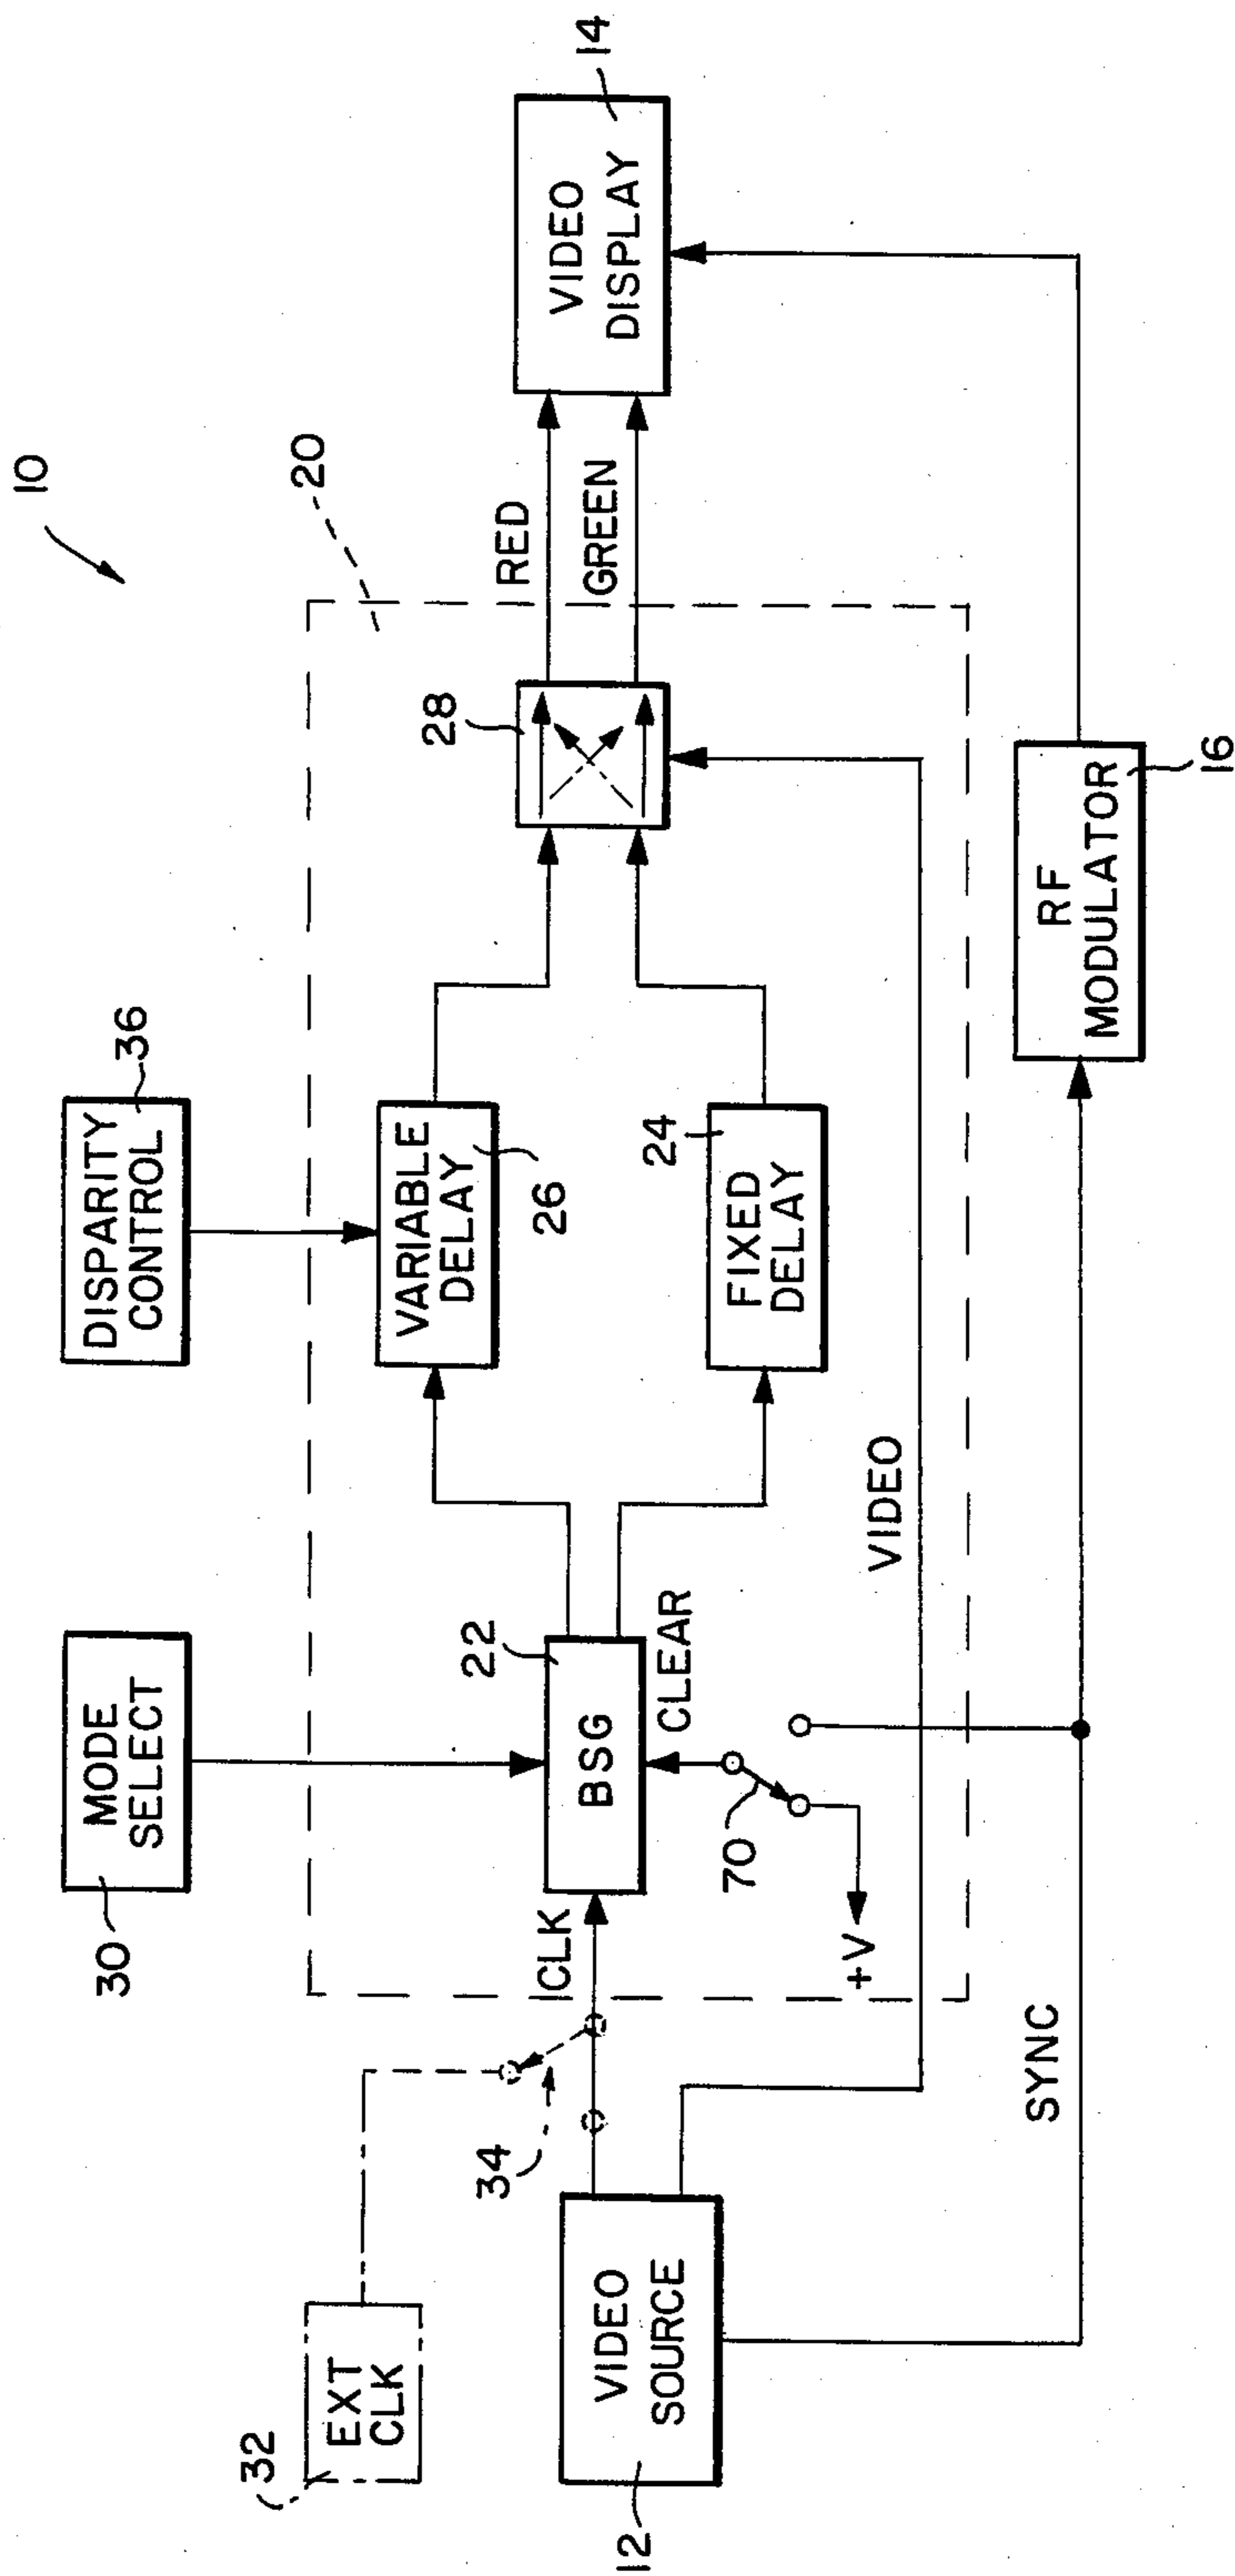 10
30
MODE
SELECT
DISPARITY
CONTROL
36
20
32
EXT
CLK
34
CLK
22
BSG
CLEAR
70
+V
VARIABLE
DELAY
26
24
FIXED
DELAY
28
RED
GREEN
VIDEO
DISPLAY
14
12
VIDEO
SOURCE
VIDEO
SYNC
RF
MODULATOR
16